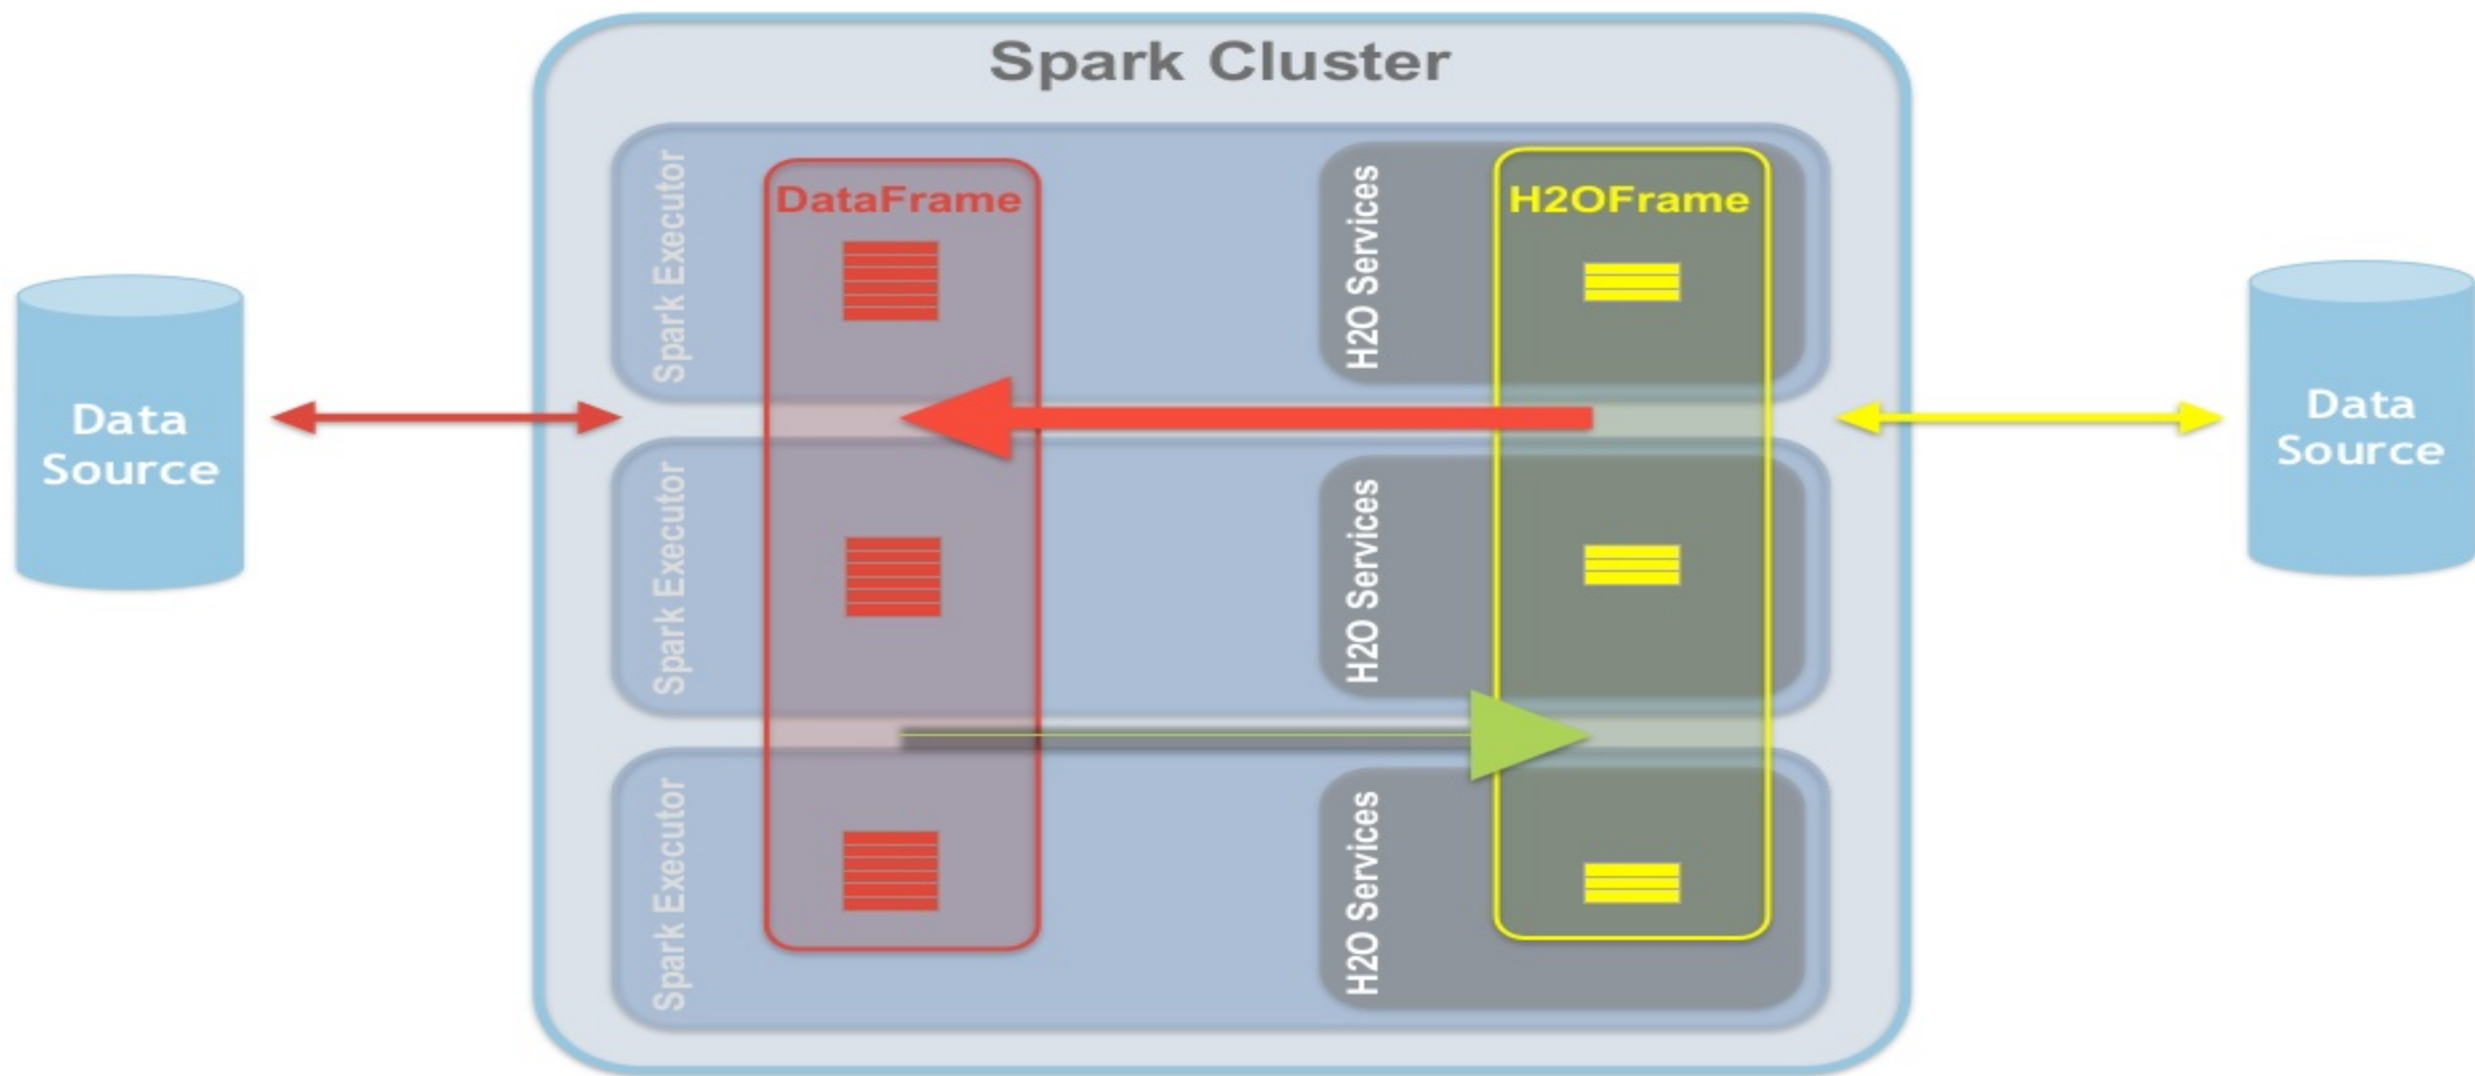 Spark Cluster
Spark Executor
DataFrame
H2O Services
H2OFrame
Data
Source
Data
Source
Spark Executor
H2O Services
Spark Executor
H2O Services